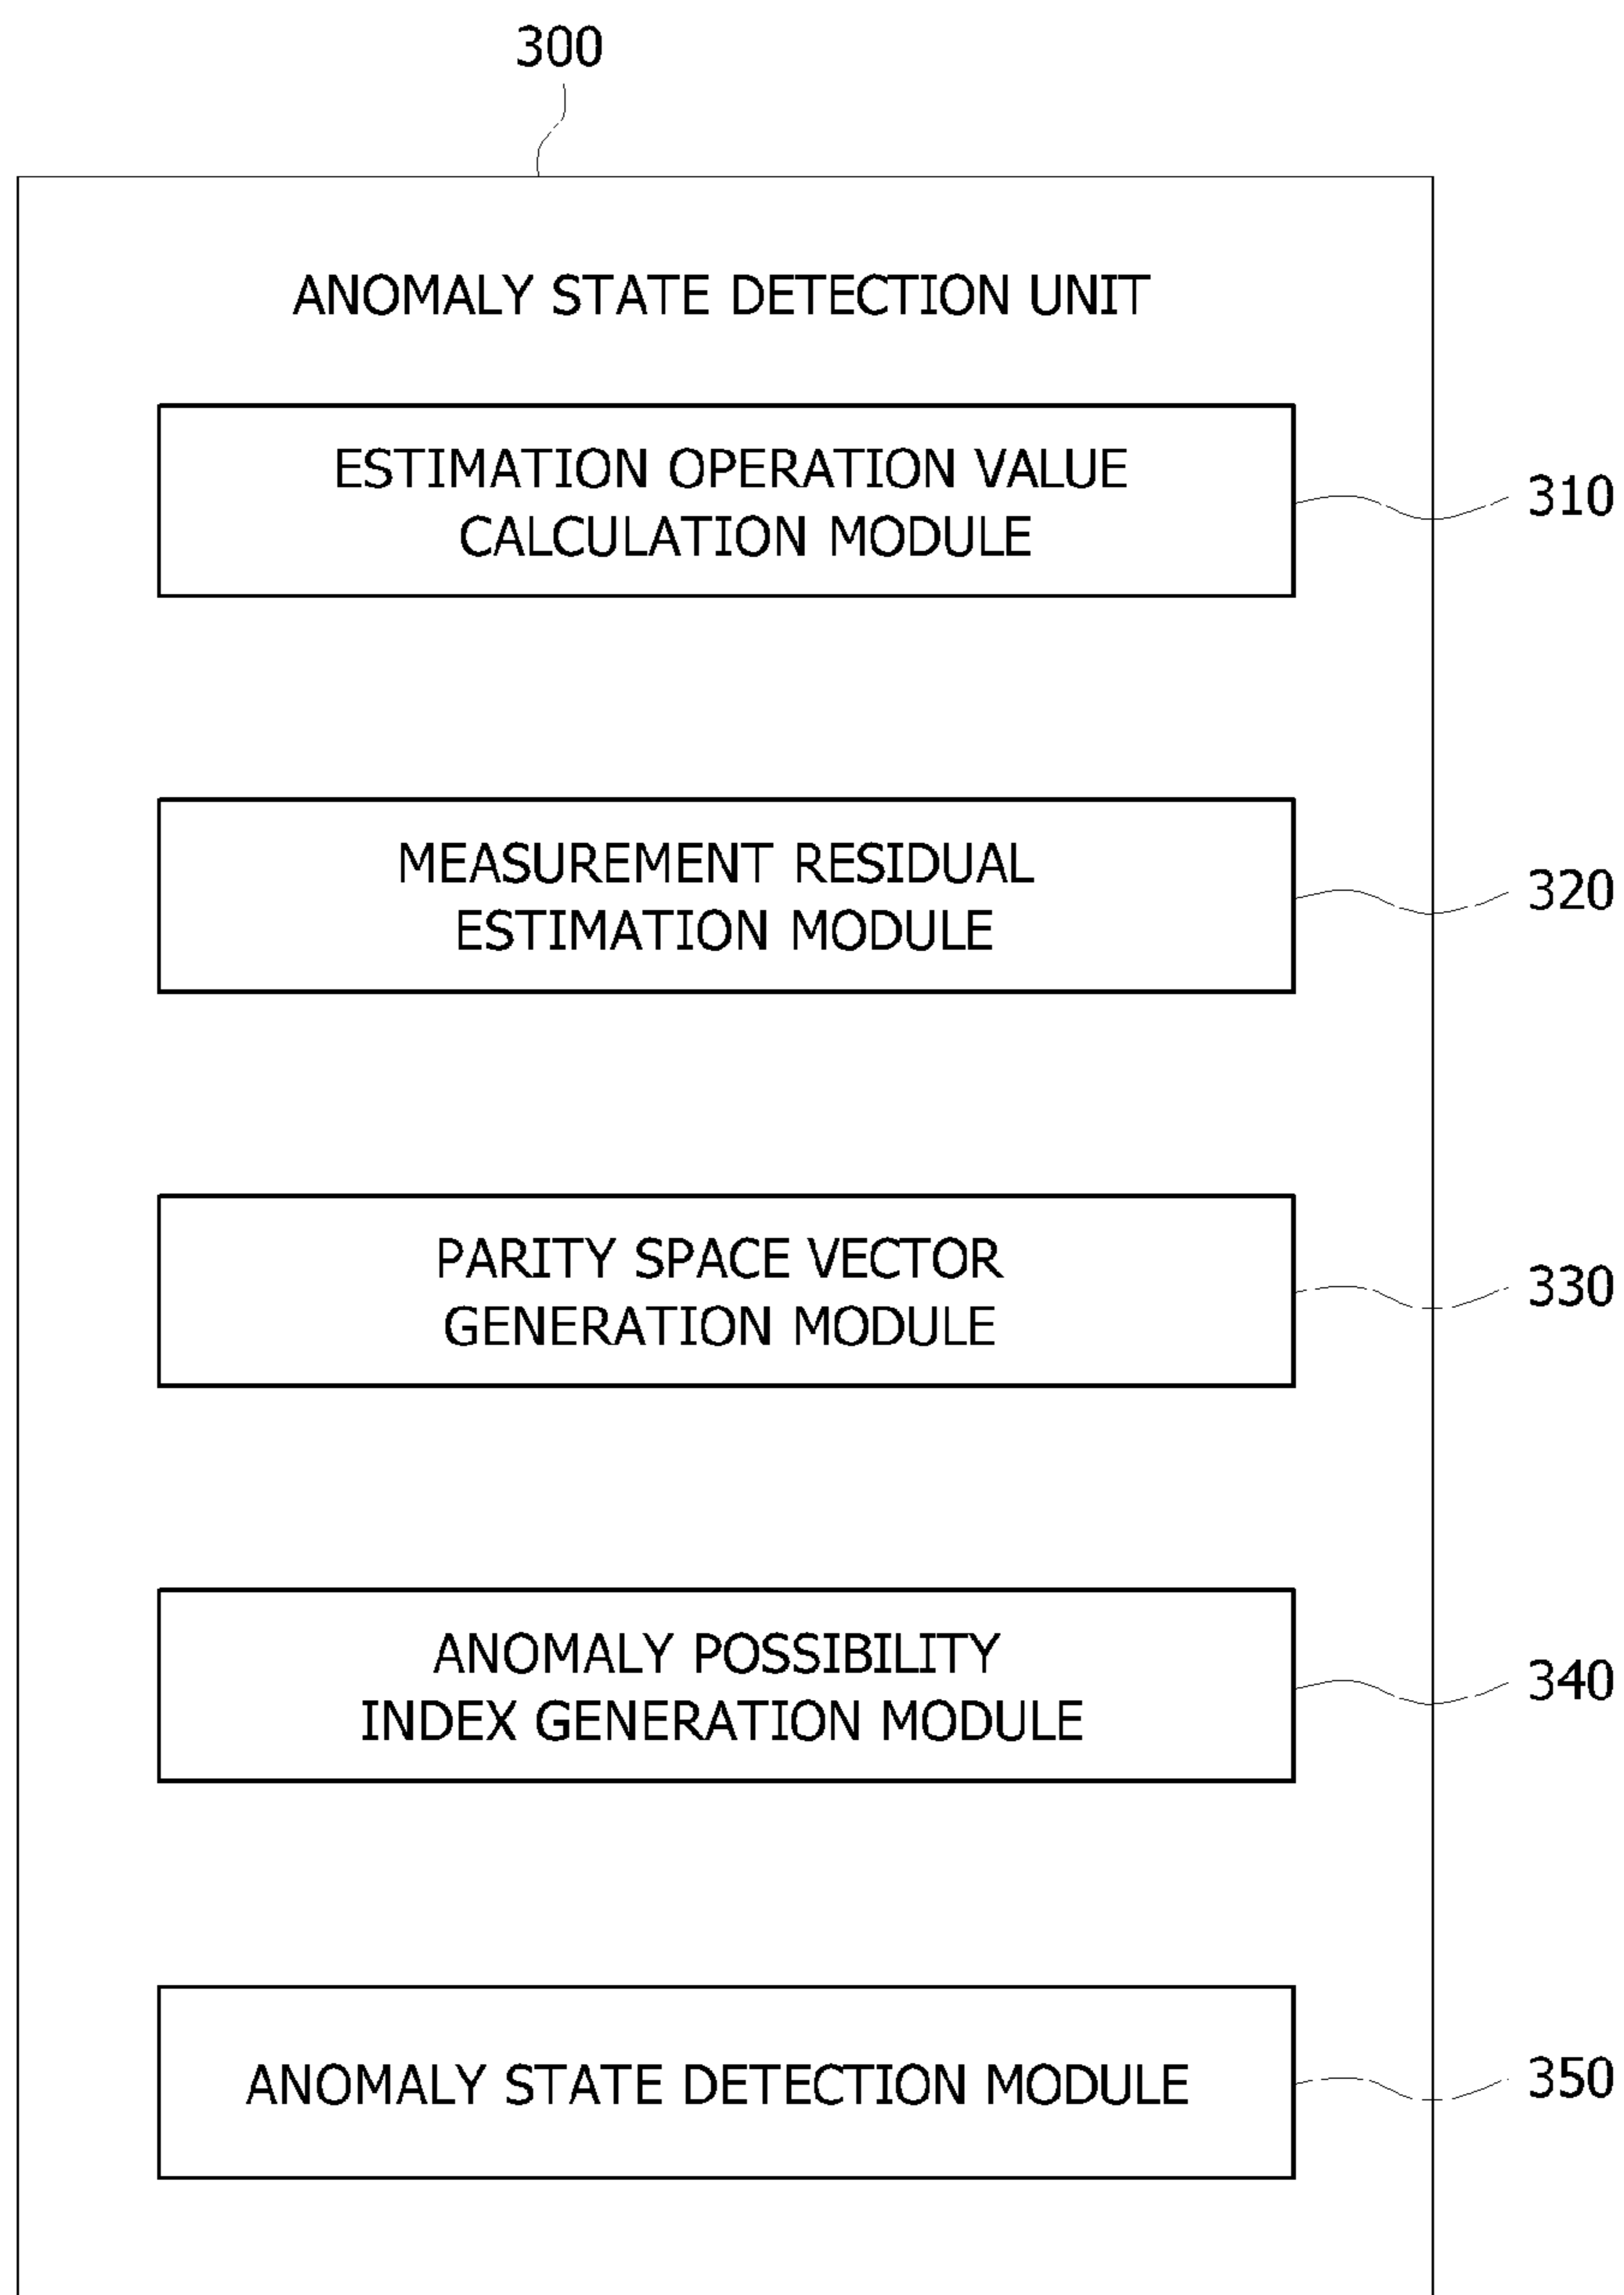 300
ANOMALY STATE DETECTION UNIT
ESTIMATION OPERATION VALUE
CALCULATION MODULE
310
MEASUREMENT RESIDUAL
ESTIMATION MODULE
320
PARITY SPACE VECTOR
GENERATION MODULE
330
ANOMALY POSSIBILITY
INDEX GENERATION MODULE
340
ANOMALY STATE DETECTION MODULE
350